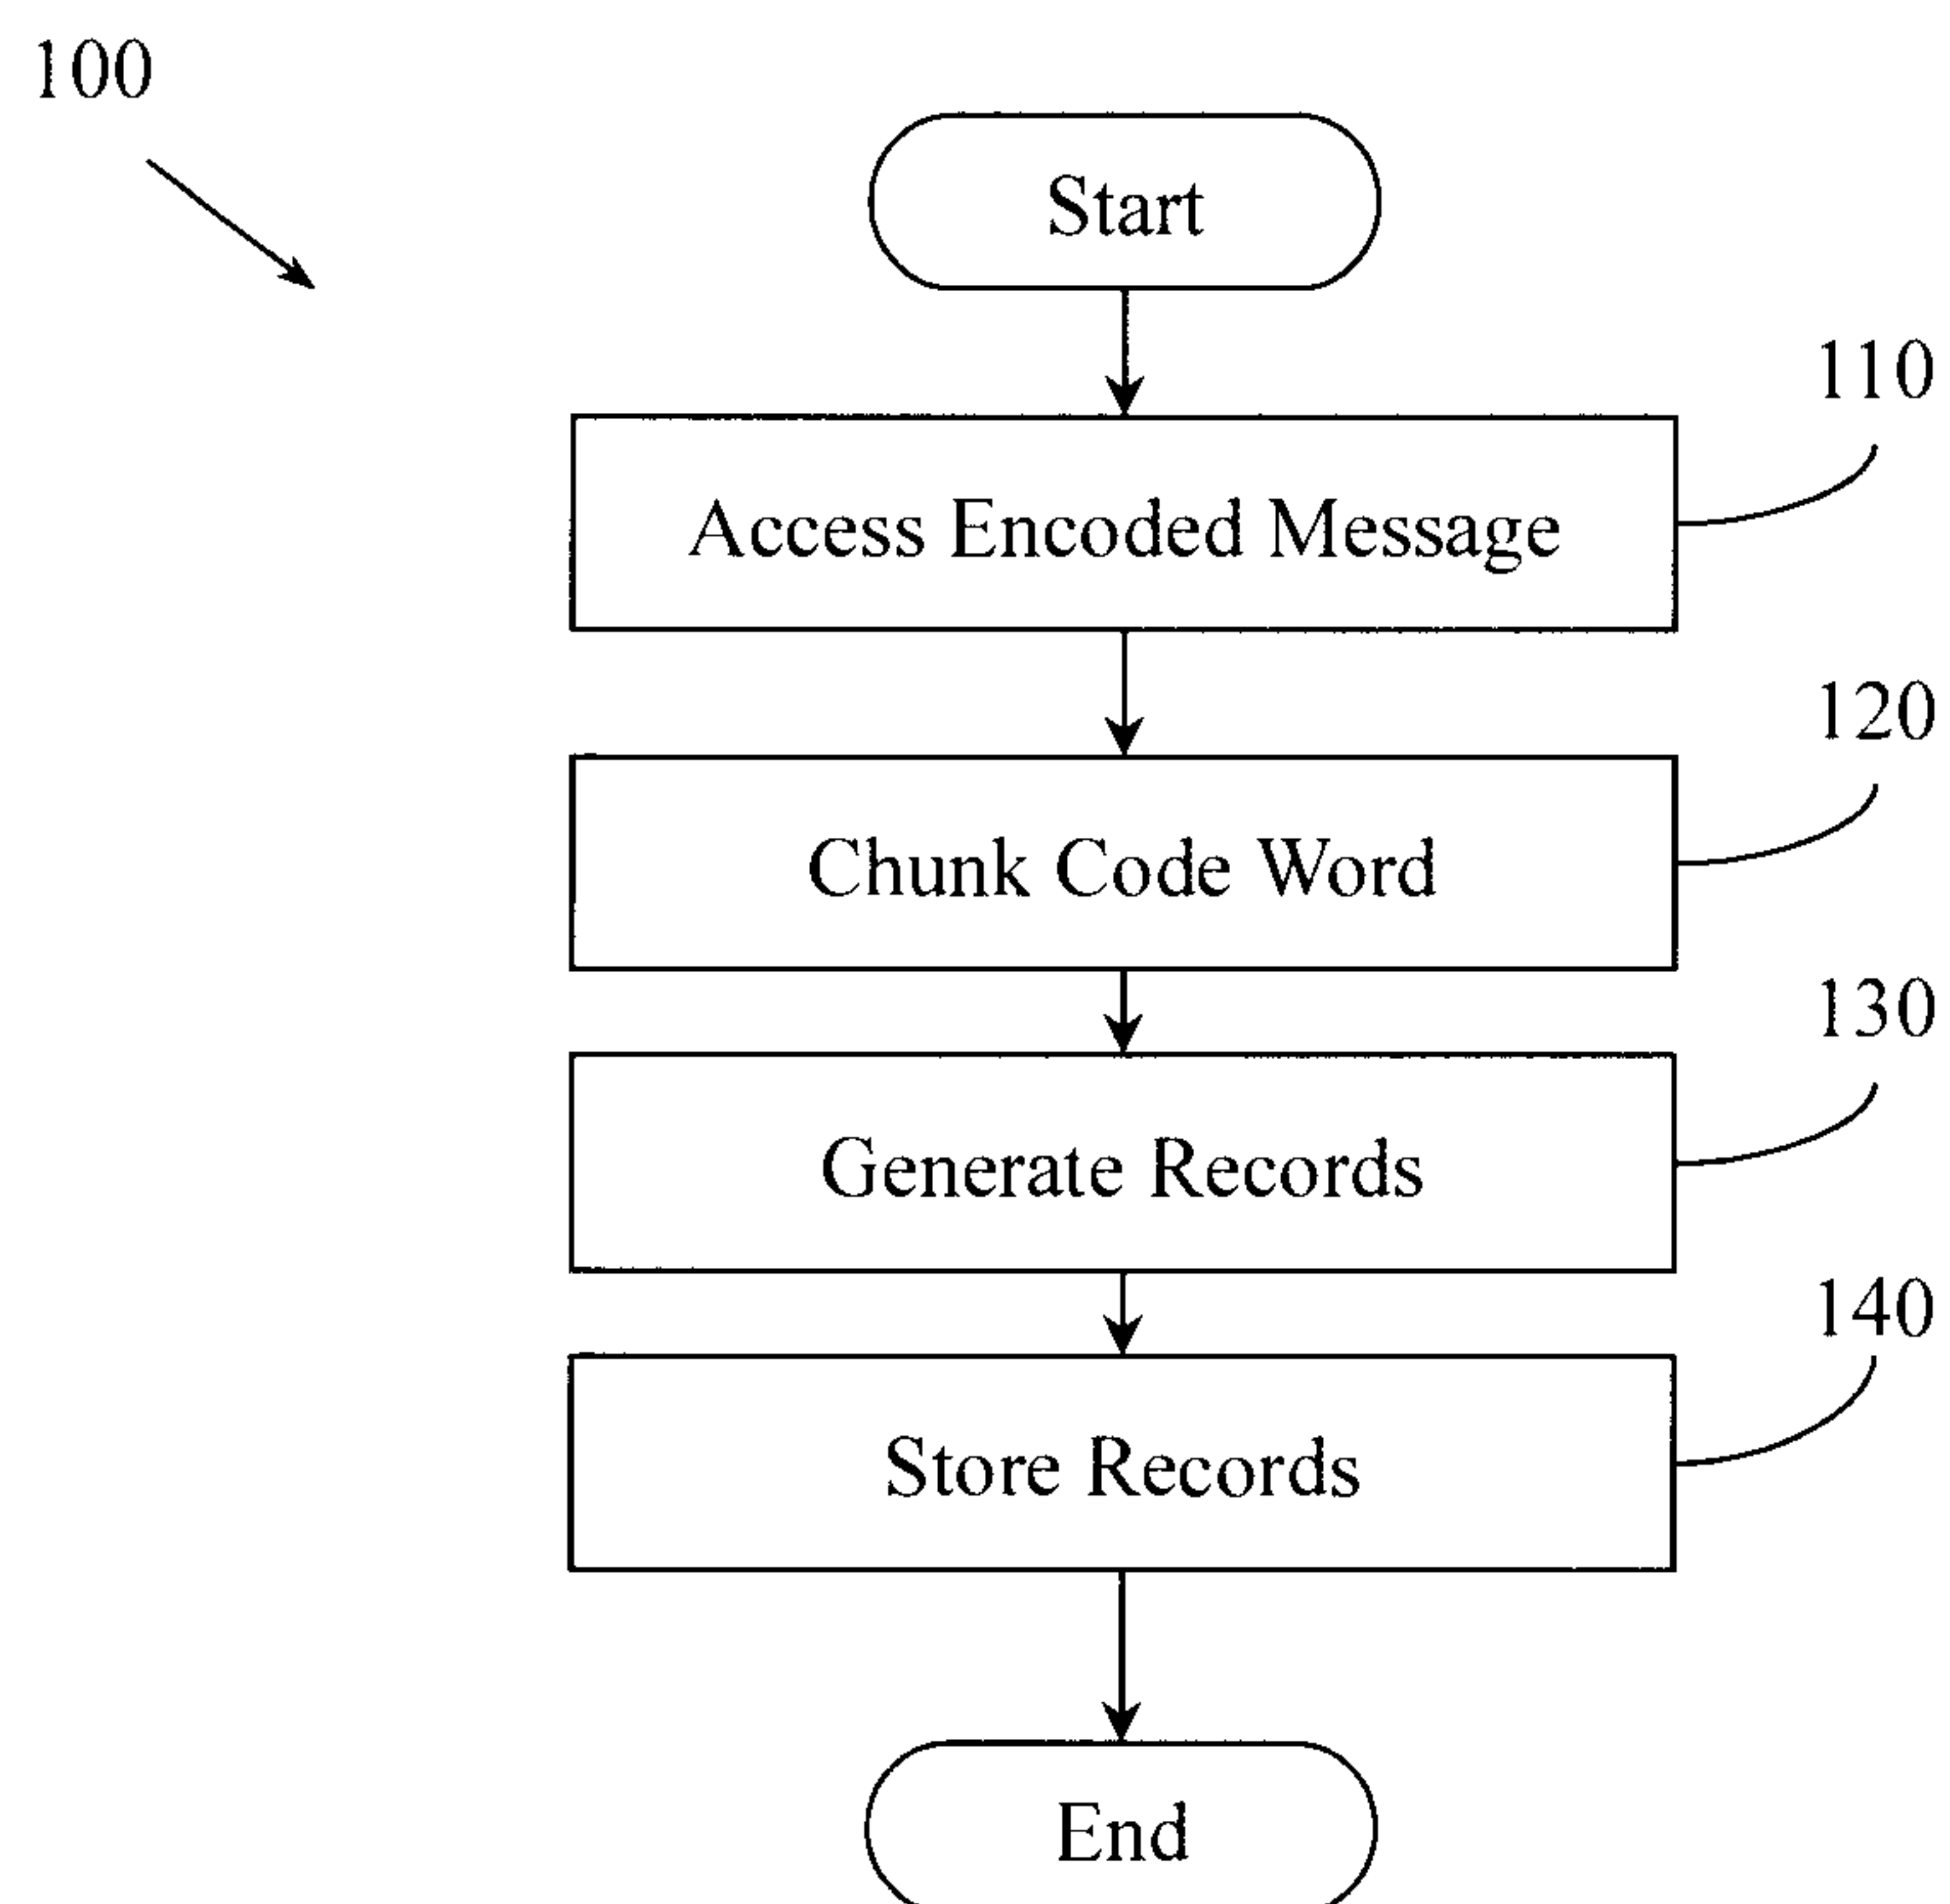 100
Start
110
Access Encoded Message
120
Chunk Code Word
130
Generate Records
140
Store Records
End